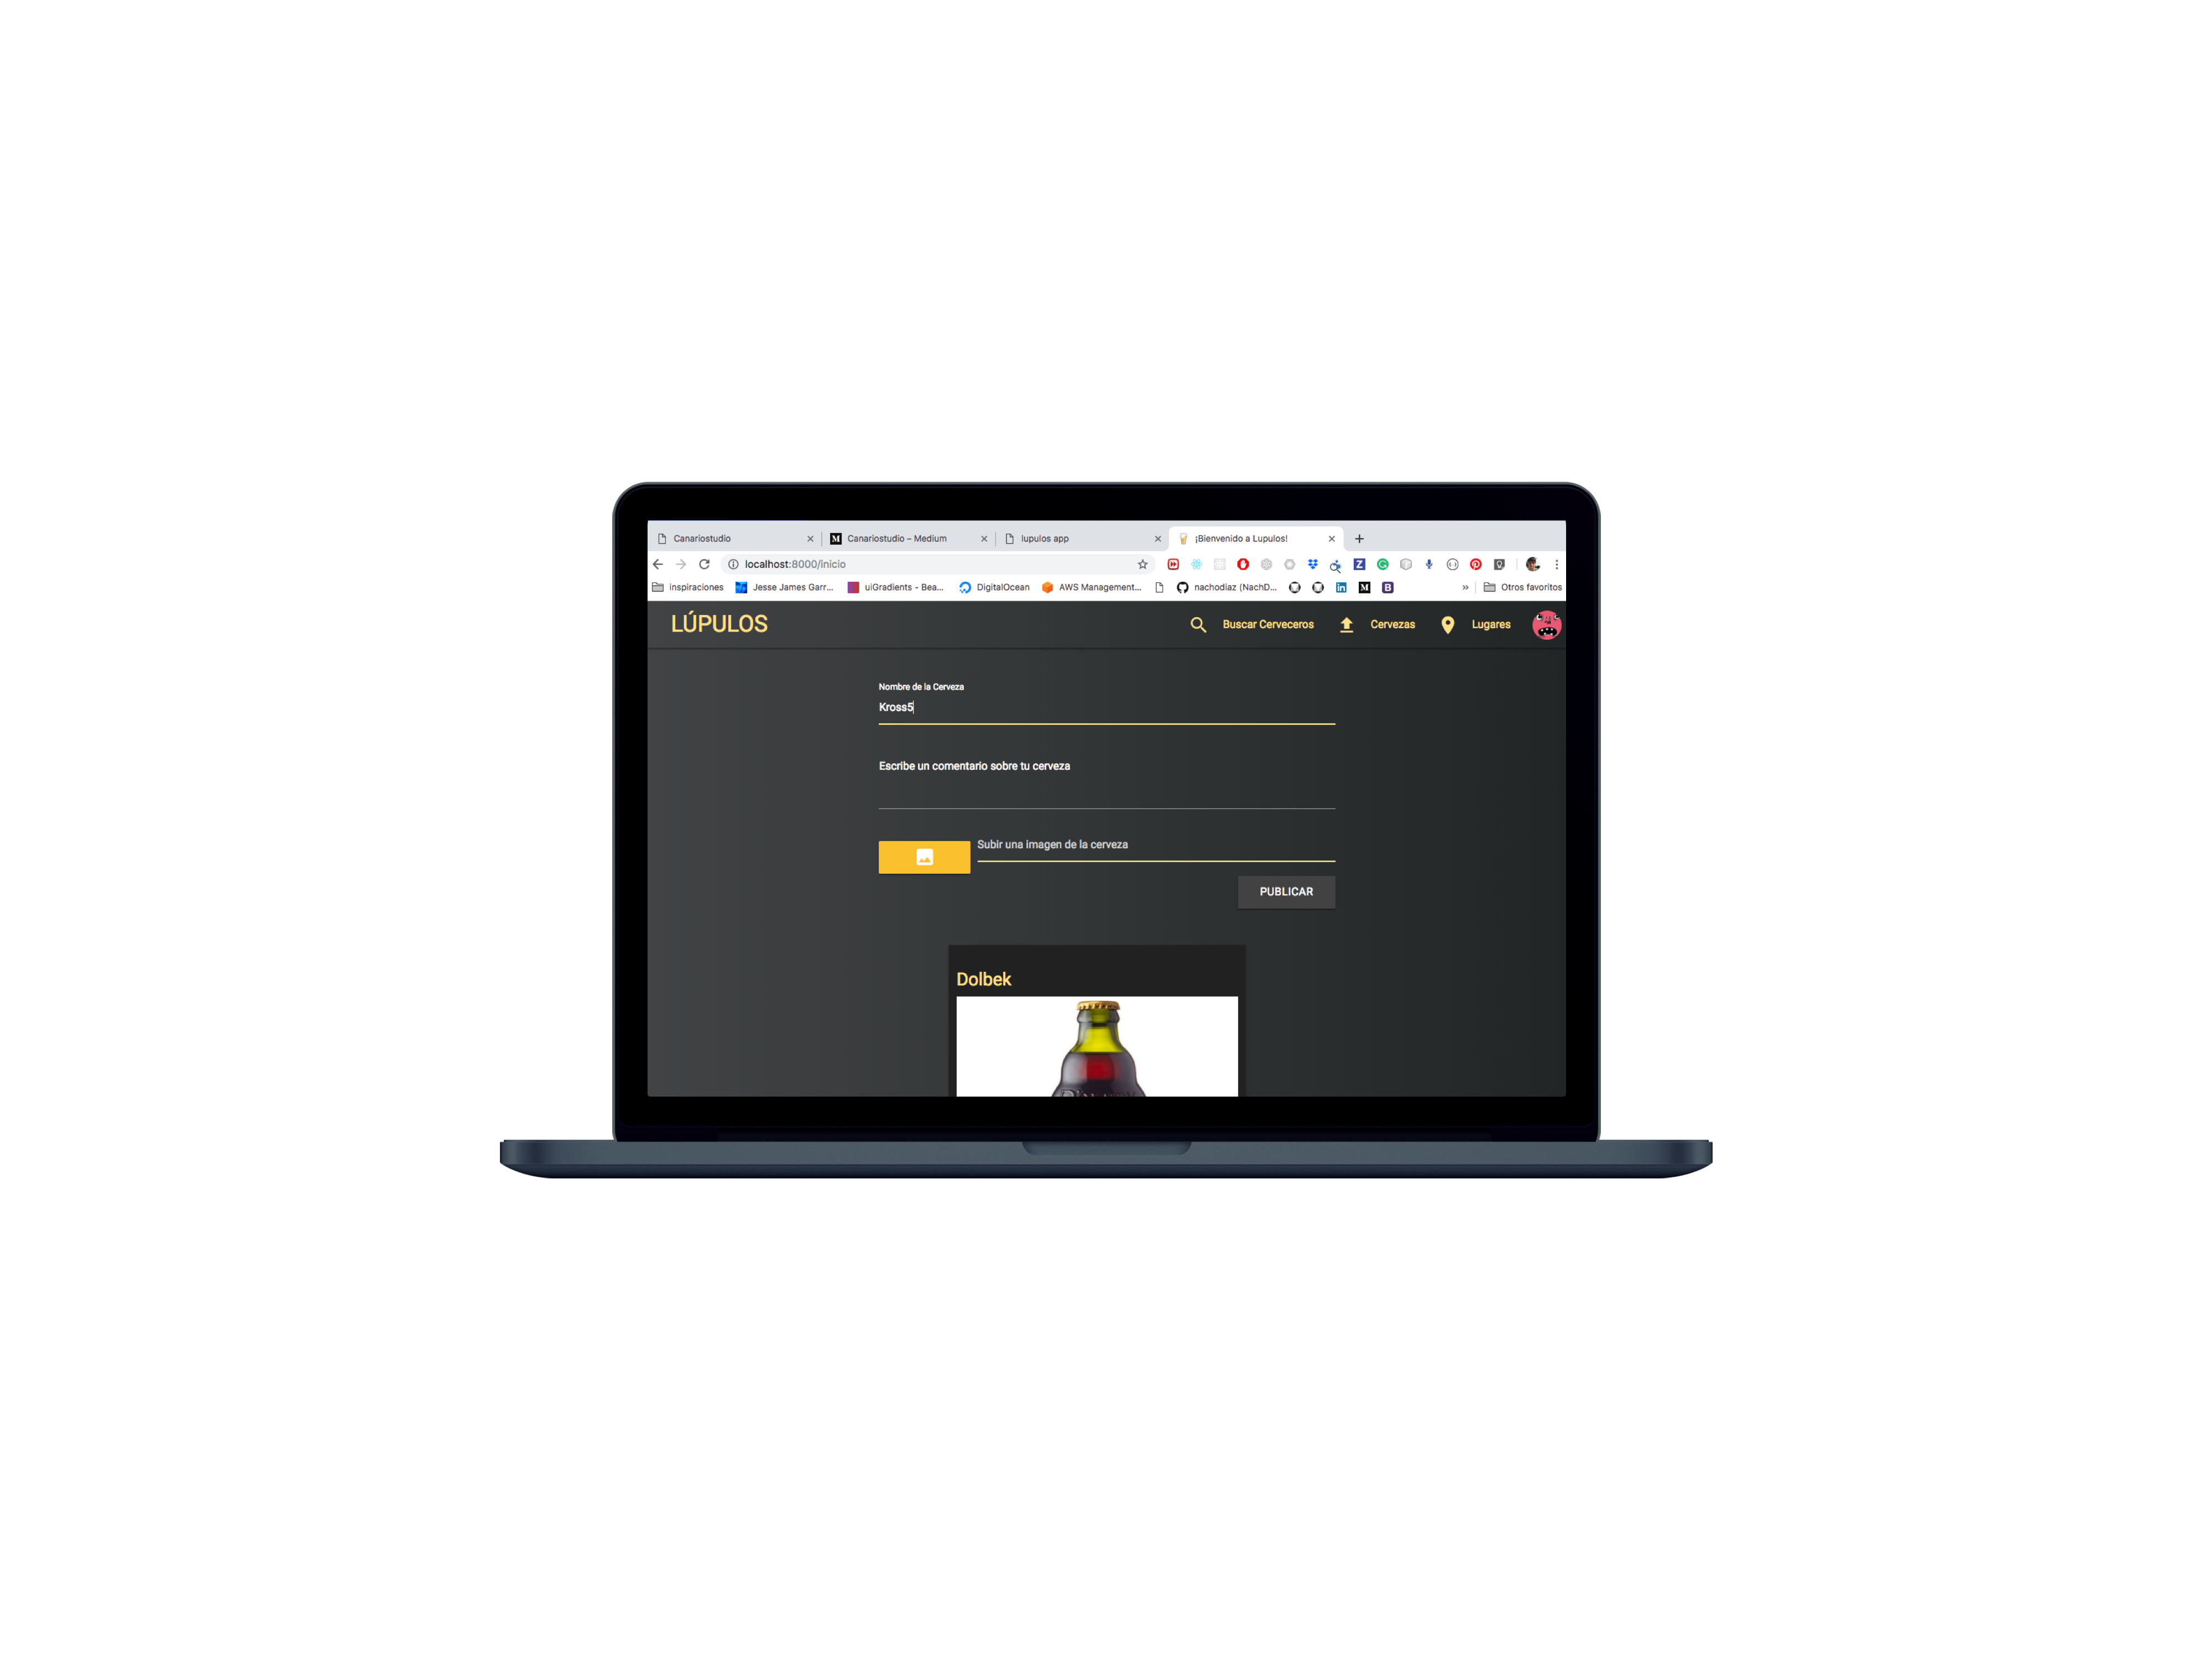 Canariostudio
Canariostudio – Medium
lupulos app
¡Bienvenido a Lupulos!
localhost:8000/inicio
inspiraciones
Jesse James Garr...
uiGradients - Bea...
DigitalOcean
AWS Management...
nachodiaz (NachD...
Otros favoritos
LÚPULOS
Buscar Cerveceros
Cervezas
Lugares
Nombre de la Cerveza
Kross5
Escribe un comentario sobre tu cerveza
Subir una imagen de la cerveza
PUBLICAR
Dolbek